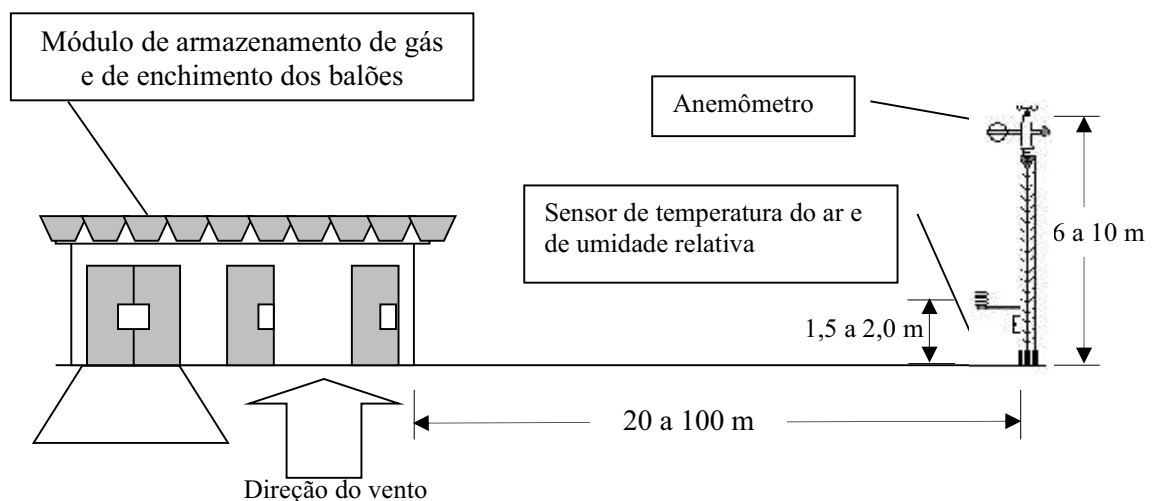 Módulo de armazenamento de gás
e de enchimento dos balões
Anemômetro
Sensor de temperatura do ar e
de umidade relativa
6 a 10 m
1,5 a 2,0 m
20 a 100 m
Direção do vento